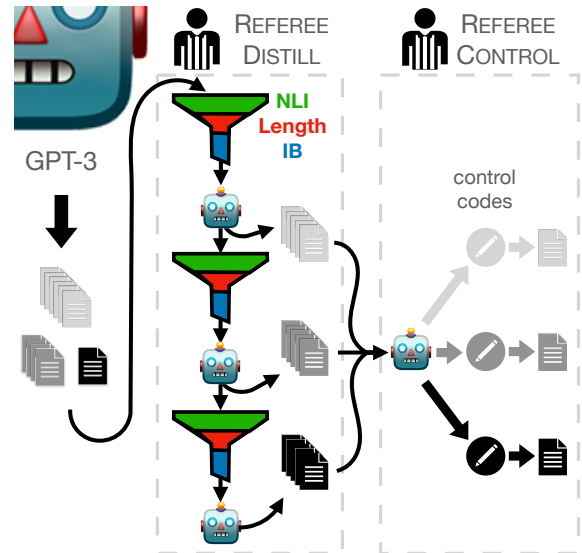 REFEREE
DISTILL
REFEREE
CONTROL
NLI
Length
IB
GPT-3
control
codes